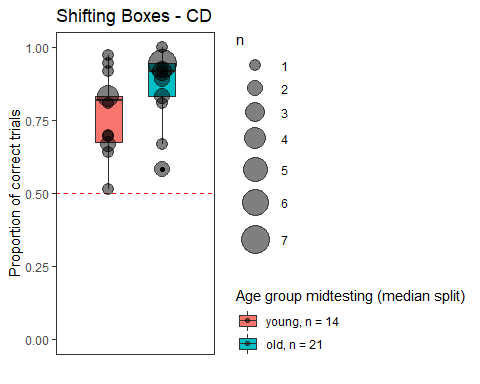 Shifting Boxes - CD
Proportion of correct trials
1.00
0.75
0.50
0.25
0.00
n
1
2
3
4
5
6
7
Age group midtesting (median split)
young, n = 14
old, n = 21